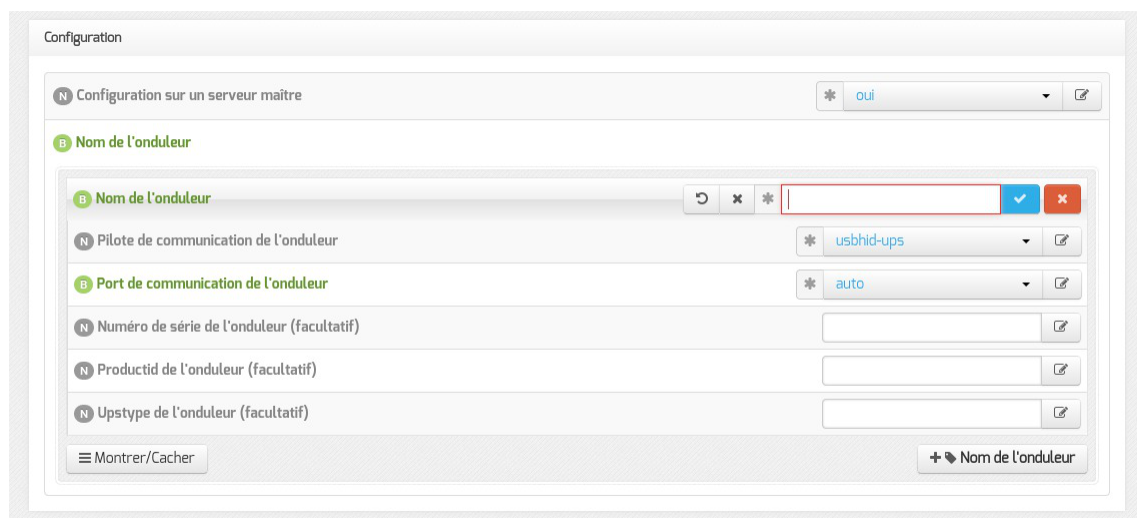 Configuration
N Configuration sur un serveur maître oui
B Nom de l'onduleur
B Nom de l'onduleur
N Pilote de communication de l'onduleur usbhid-ups
B Port de communication de l'onduleur auto
N Numéro de série de l'onduleur (facultatif)
N Productid de l'onduleur (facultatif)
N Upstype de l'onduleur (facultatif)
Montrer/Cacher Nom de l'onduleur